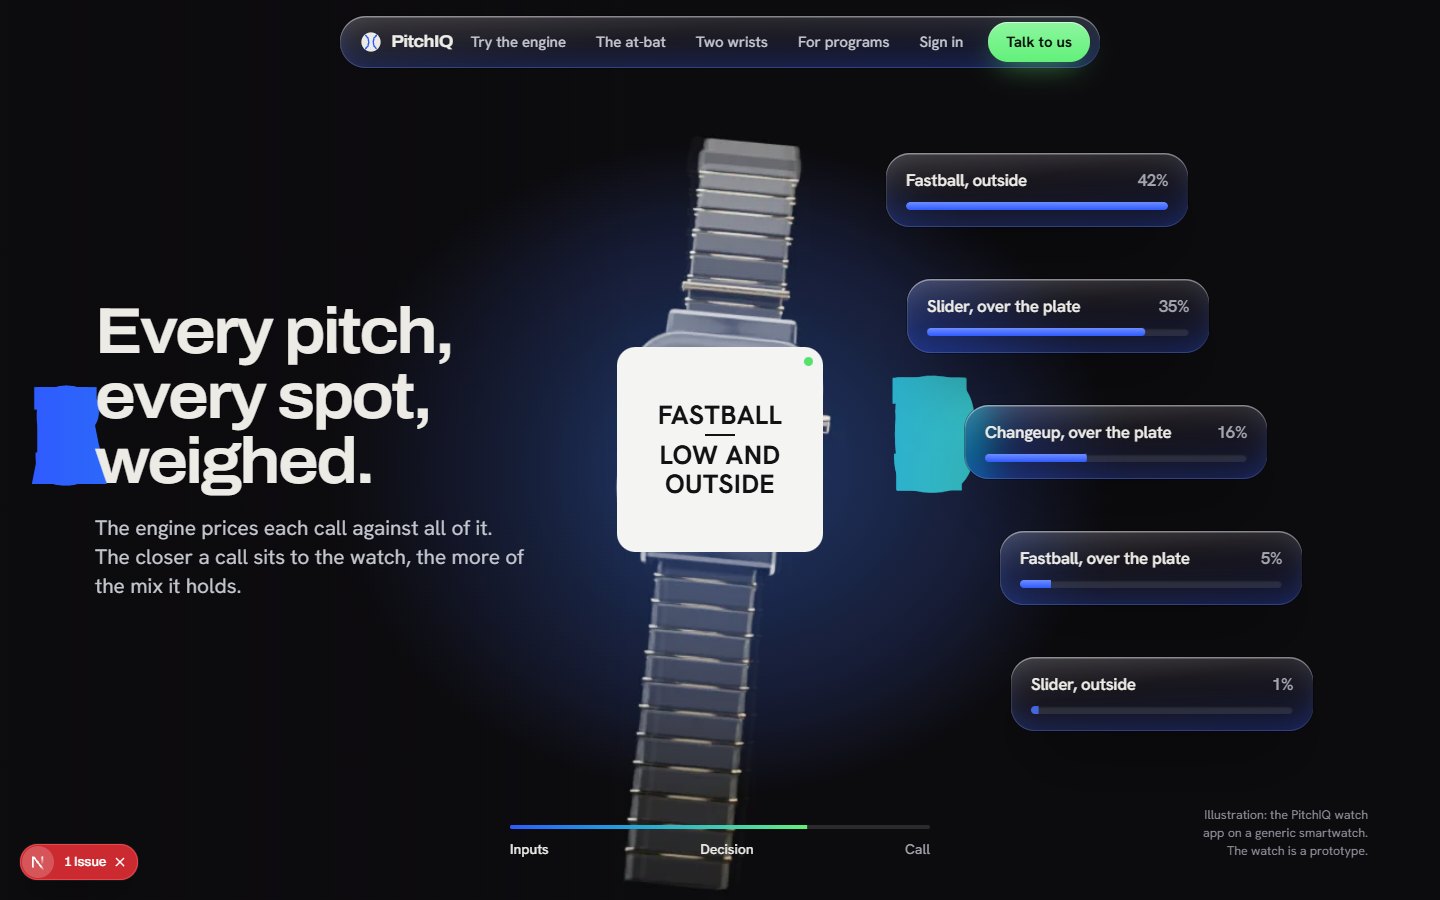 PitchIQ
Try the engine
The at-bat
Two wrists
For programs
Sign in
Talk to us
Every pitch,
every spot,
weighed.
The engine prices each call against all of it.
The closer a call sits to the watch, the more of
the mix it holds.
FASTBALL
LOW AND
OUTSIDE
Fastball, outside 42%
Slider, over the plate 35%
Changeup, over the plate 16%
Fastball, over the plate 5%
Slider, outside 1%
Inputs
Decision
Call
Illustration: the PitchIQ watch
app on a generic smartwatch.
The watch is a prototype.
N
1 Issue